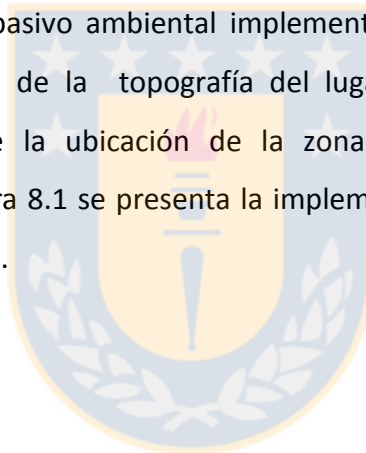 pasivo ambiental implement
de la topografía del luga
e la ubicación de la zona
ra 8.1 se presenta la implem
.